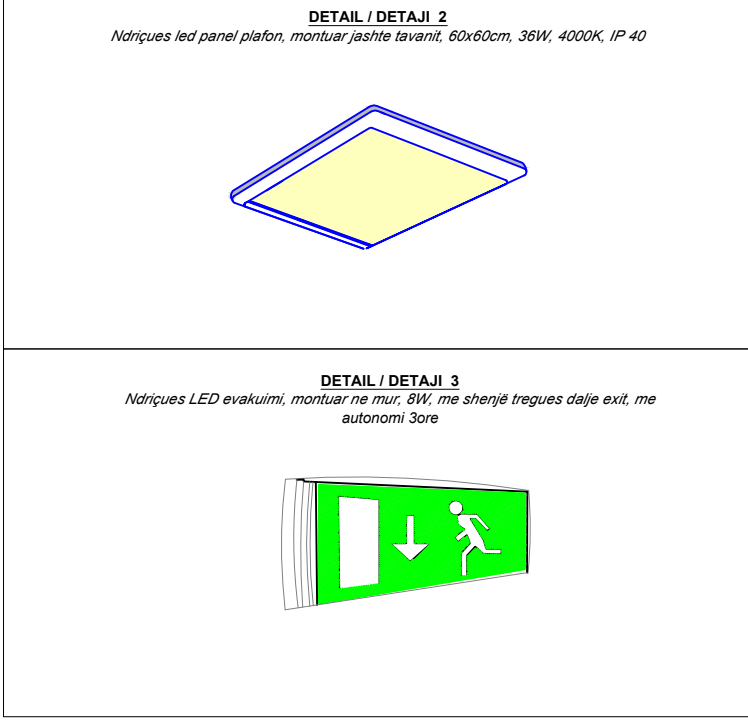 DETAIL / DETAJI 2
Ndriçues led panel plafon, montuar jashte tavanit, 60x60cm, 36W, 4000K, IP 40
DETAIL / DETAJI 3
Ndriçues LED evakuimi, montuar ne mur, 8W, me shenjë tregues dalje exit, me
autonomi 3ore